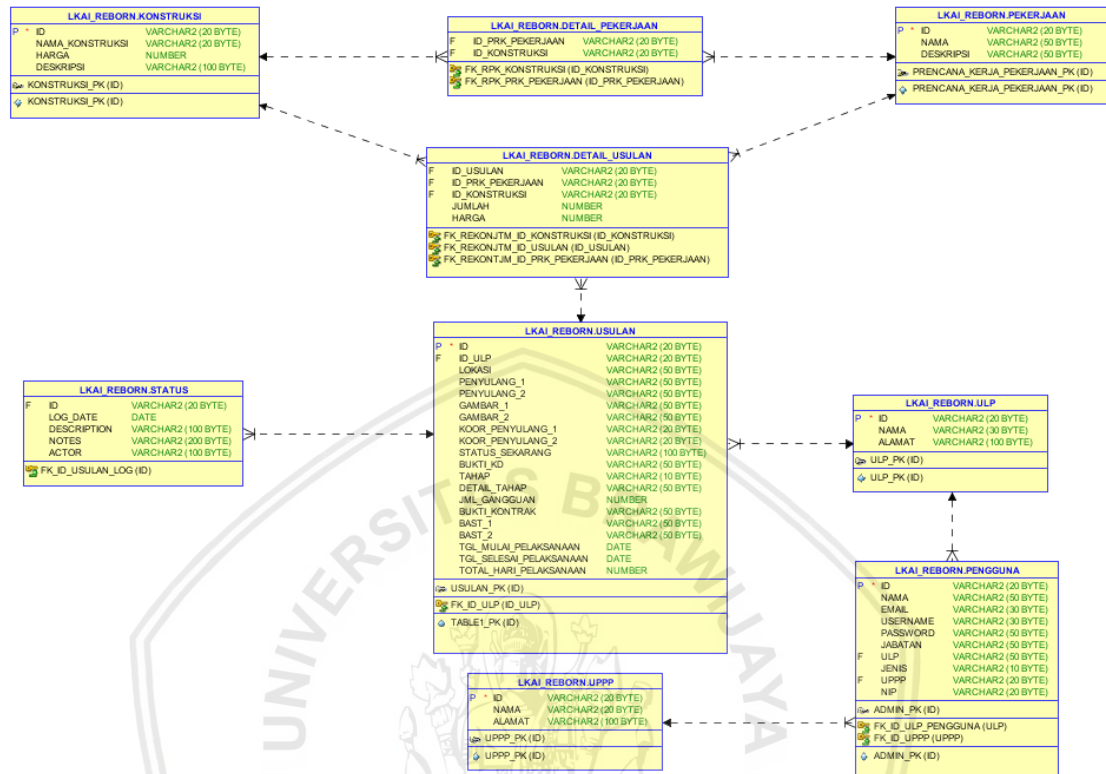 LKAI_REBORN.KONSTRUKSI
P * ID VARCHAR2 (20 BYTE)
NAMA_KONSTRUKSI VARCHAR2 (20 BYTE)
HARGA NUMBER
DESKRIPSI VARCHAR2 (100 BYTE)
KONSTRUKSI_PK (ID)
KONSTRUKSI_PK (ID)
LKAI_REBORN.DETAIL_PEKERJAAN
F ID_PRK_PEKERJAAN VARCHAR2 (20 BYTE)
F ID_KONSTRUKSI VARCHAR2 (20 BYTE)
FK_RPK_KONSTRUKSI (ID_KONSTRUKSI)
FK_RPK_PRK_PEKERJAAN (ID_PRK_PEKERJAAN)
LKAI_REBORN.PEKERJAAN
P * ID VARCHAR2 (20 BYTE)
NAMA VARCHAR2 (50 BYTE)
DESKRIPSI VARCHAR2 (50 BYTE)
PRENCANA_KERJA_PEKERJAAN_PK (ID)
PRENCANA_KERJA_PEKERJAAN_PK (ID)
LKAI_REBORN.DETAIL_USULAN
F ID_USULAN VARCHAR2 (20 BYTE)
F ID_PRK_PEKERJAAN VARCHAR2 (20 BYTE)
F ID_KONSTRUKSI VARCHAR2 (20 BYTE)
JUMLAH NUMBER
HARGA NUMBER
FK_REKONJTM_ID_KONSTRUKSI (ID_KONSTRUKSI)
FK_REKONJTM_ID_USULAN (ID_USULAN)
FK_REKONTJM_ID_PRK_PEKERJAAN (ID_PRK_PEKERJAAN)
LKAI_REBORN.USULAN
P * ID VARCHAR2 (20 BYTE)
F ID_ULP VARCHAR2 (20 BYTE)
LOKASI VARCHAR2 (50 BYTE)
PENYULANG_1 VARCHAR2 (50 BYTE)
PENYULANG_2 VARCHAR2 (50 BYTE)
GAMBAR_1 VARCHAR2 (50 BYTE)
GAMBAR_2 VARCHAR2 (50 BYTE)
KOOR_PENYULANG_1 VARCHAR2 (20 BYTE)
KOOR_PENYULANG_2 VARCHAR2 (20 BYTE)
STATUS_SEKARANG VARCHAR2 (100 BYTE)
BUKTI_KD VARCHAR2 (50 BYTE)
TAHAP VARCHAR2 (10 BYTE)
DETAIL_TAHAP VARCHAR2 (50 BYTE)
JML_GANGGUAN NUMBER
BUKTI_KONTRAK VARCHAR2 (50 BYTE)
BAST_1 VARCHAR2 (50 BYTE)
BAST_2 VARCHAR2 (50 BYTE)
TGL_MULAI_PELAKSANAAN DATE
TGL_SELESAI_PELAKSANAAN DATE
TOTAL_HARI_PELAKSANAAN NUMBER
USULAN_PK (ID)
FK_ID_ULP (ID_ULP)
TABLE1_PK (ID)
LKAI_REBORN.STATUS
F ID VARCHAR2 (20 BYTE)
LOG_DATE DATE
DESCRIPTION VARCHAR2 (100 BYTE)
NOTES VARCHAR2 (200 BYTE)
ACTOR VARCHAR2 (100 BYTE)
FK_ID_USULAN_LOG (ID)
LKAI_REBORN.ULP
P * ID VARCHAR2 (20 BYTE)
NAMA VARCHAR2 (30 BYTE)
ALAMAT VARCHAR2 (100 BYTE)
ULP_PK (ID)
ULP_PK (ID)
LKAI_REBORN.PENGGUNA
P * ID VARCHAR2 (20 BYTE)
NAMA VARCHAR2 (50 BYTE)
EMAIL VARCHAR2 (30 BYTE)
USERNAME VARCHAR2 (30 BYTE)
PASSWORD VARCHAR2 (50 BYTE)
JABATAN VARCHAR2 (50 BYTE)
F ULP VARCHAR2 (50 BYTE)
JENIS VARCHAR2 (10 BYTE)
F UPPP VARCHAR2 (20 BYTE)
NIP VARCHAR2 (20 BYTE)
ADMIN_PK (ID)
FK_ID_ULP_PENGGUNA (ULP)
FK_ID_UPPP (UPPP)
ADMIN_PK (ID)
LKAI_REBORN.UPPP
P * ID VARCHAR2 (20 BYTE)
NAMA VARCHAR2 (20 BYTE)
ALAMAT VARCHAR2 (100 BYTE)
UPPP_PK (ID)
UPPP_PK (ID)
UNIVERSITAS BRAWIJAYA